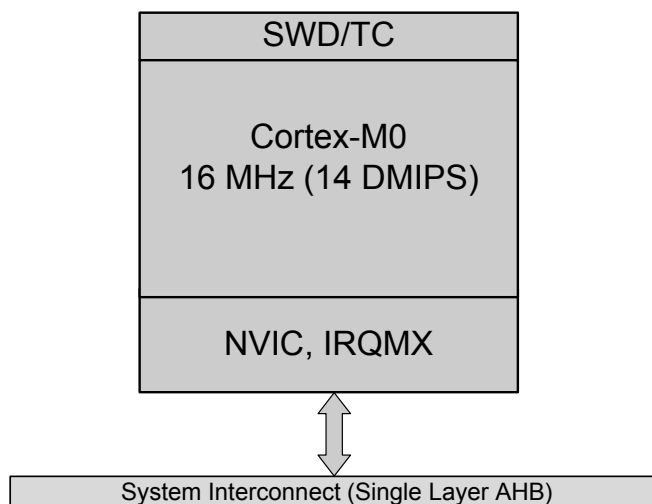 SWD/TC
Cortex-M0
16 MHz (14 DMIPS)
NVIC, IRQMX
System Interconnect (Single Layer AHB)